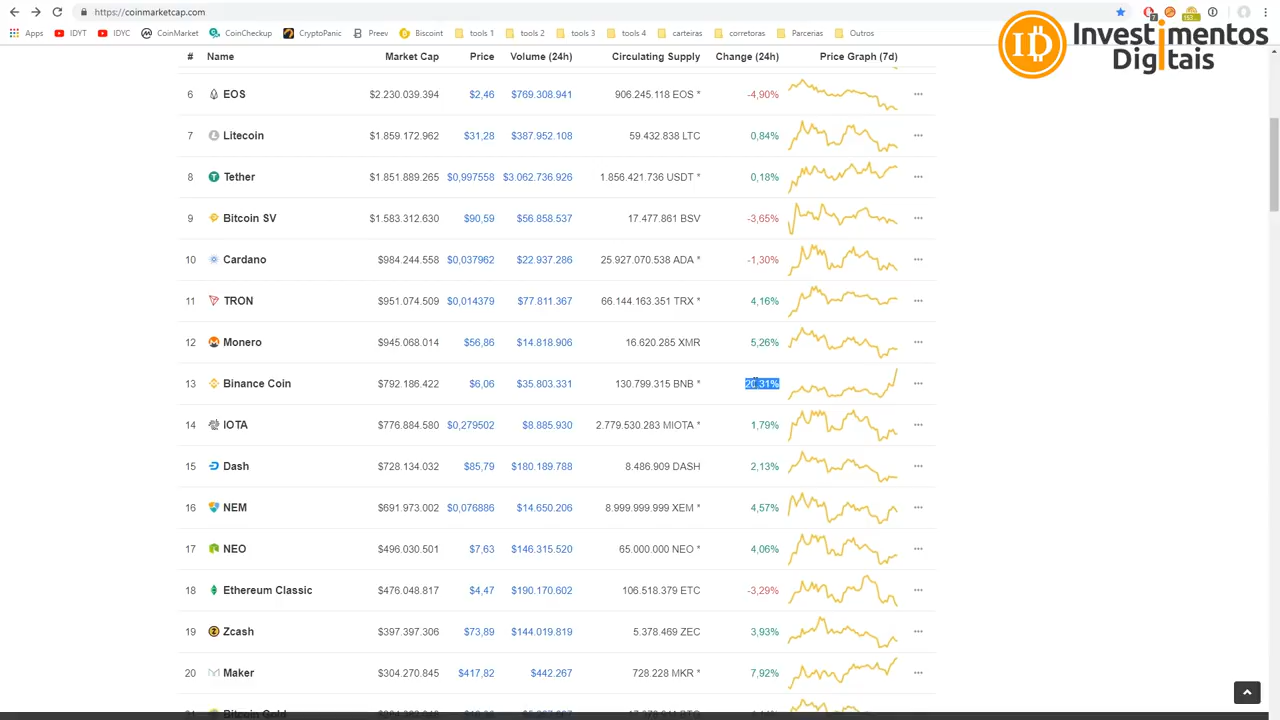 https://coinmarketcap.com
7
153
Apps IDYT IDYC CoinMarket CoinCheckup CryptoPanic Preev Biscoint tools 1 tools 2 tools 3 tools 4 carteiras corretoras Parcerias Outros
ID Investimentos Digitais
# Name Market Cap Price Volume (24h) Circulating Supply Change (24h) Price Graph (7d)
6 EOS $2.230.039.394 $2,46 $769.308.941 906.245.118 EOS * -4,90%
7 Litecoin $1.859.172.962 $31,28 $387.952.108 59.432.838 LTC 0,84%
8 Tether $1.851.889.265 $0,997558 $3.062.736.926 1.856.421.736 USDT * 0,18%
9 Bitcoin SV $1.583.312.630 $90,59 $56.858.537 17.477.861 BSV -3,65%
10 Cardano $984.244.558 $0,037962 $22.937.286 25.927.070.538 ADA * -1,30%
11 TRON $951.074.509 $0,014379 $77.811.367 66.144.163.351 TRX * 4,16%
12 Monero $945.068.014 $56,86 $14.818.906 16.620.285 XMR 5,26%
13 Binance Coin $792.186.422 $6,06 $35.803.331 130.799.315 BNB * 20,31%
14 IOTA $776.884.580 $0,279502 $8.885.930 2.779.530.283 MIOTA * 1,79%
15 Dash $728.134.032 $85,79 $180.189.788 8.486.909 DASH 2,13%
16 NEM $691.973.002 $0,076886 $14.650.206 8.999.999.999 XEM * 4,57%
17 NEO $496.030.501 $7,63 $146.315.520 65.000.000 NEO * 4,06%
18 Ethereum Classic $476.048.817 $4,47 $190.170.602 106.518.379 ETC -3,29%
19 Zcash $397.397.306 $73,89 $144.019.819 5.378.469 ZEC 3,93%
20 Maker $304.270.845 $417,82 $442.267 728.228 MKR * 7,92%
Bitcoin Gold